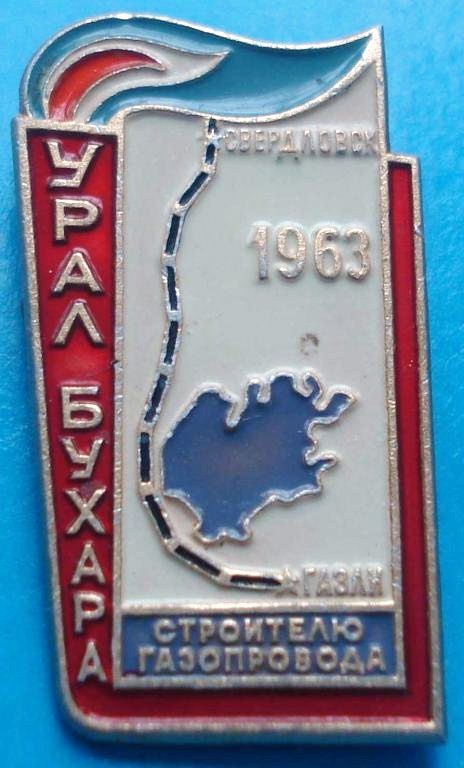 УРАЛ БУХАРА
СВЕРДЛОВСК
1963
ГАЗЛИ
СТРОИТЕЛЮ
ГАЗОПРОВОДА